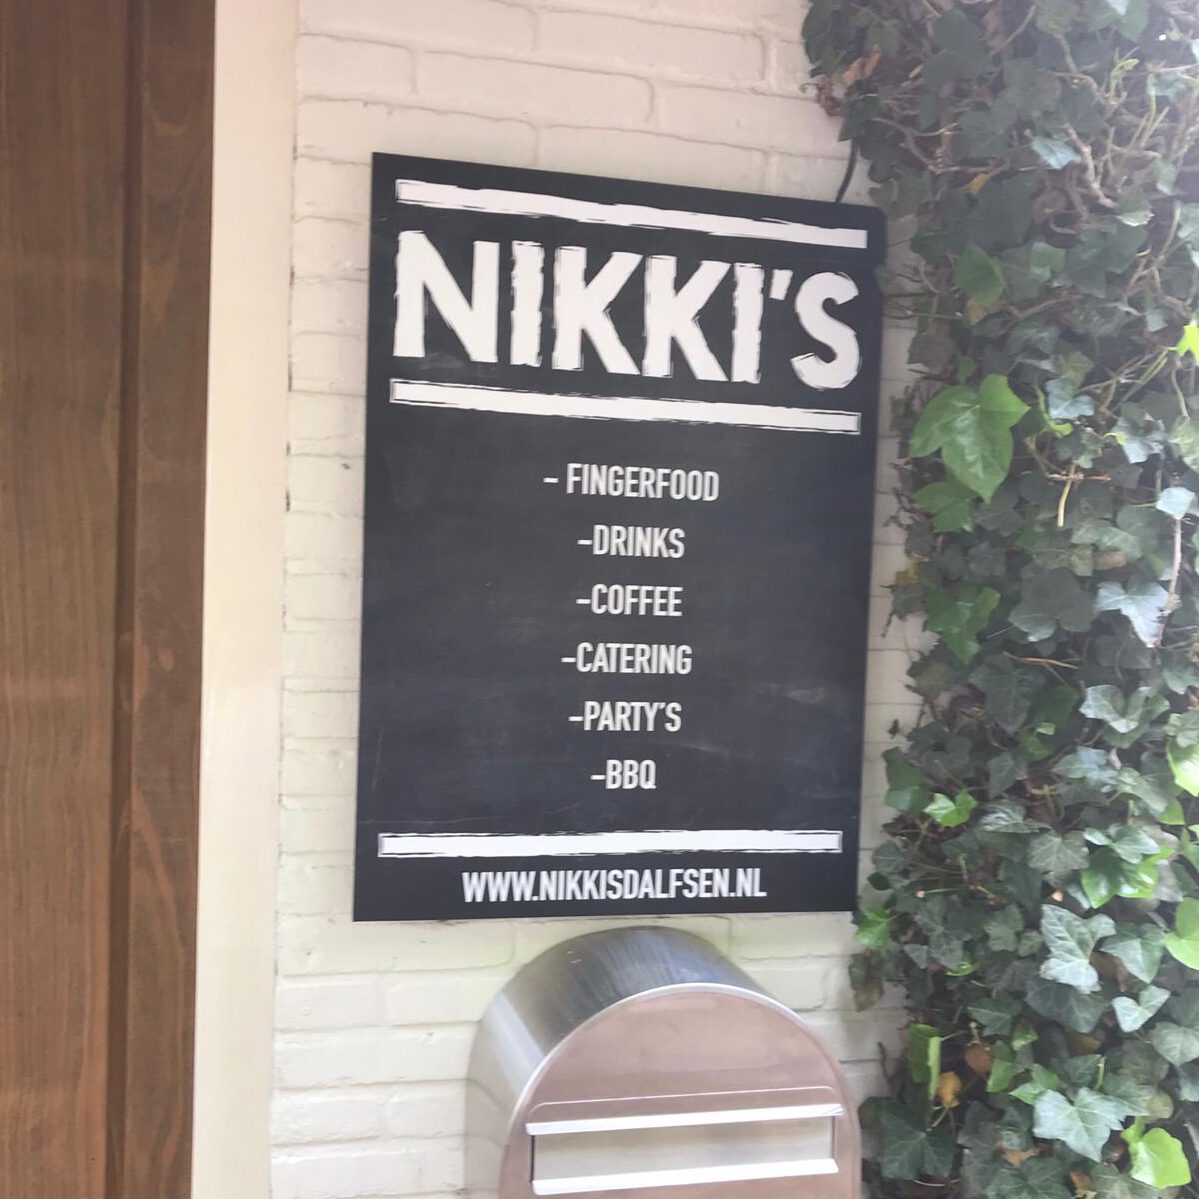 NIKKI'S
- FINGERFOOD
-DRINKS
-COFFEE
-CATERING
-PARTY'S
-BBQ
WWW.NIKKISDALFSEN.NL